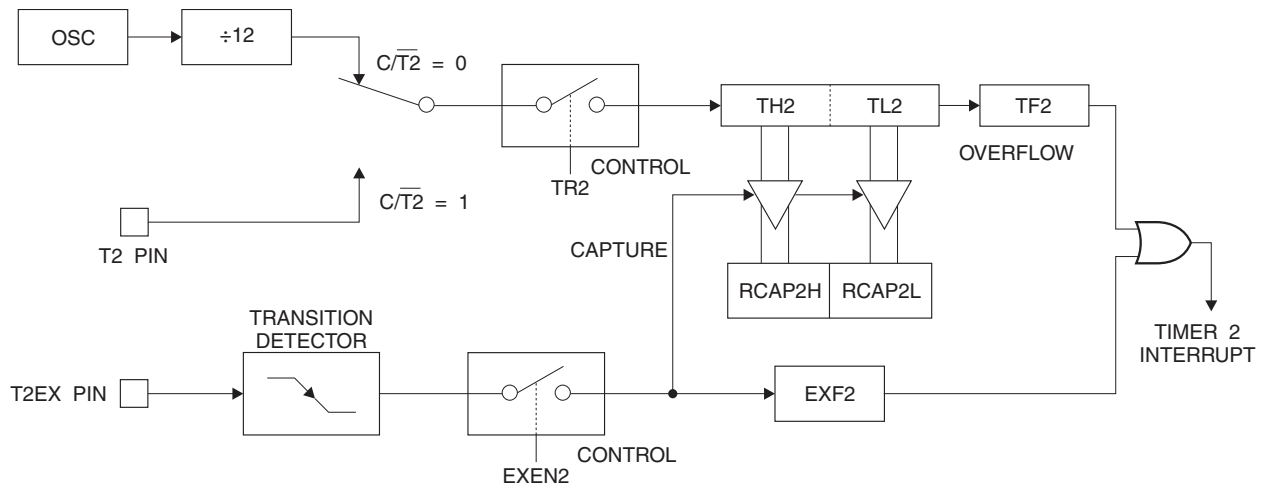 OSC
÷12
C/T2̅ = 0
TH2
TL2
TF2
OVERFLOW
CONTROL
TR2
C/T2̅ = 1
T2 PIN
CAPTURE
RCAP2H
RCAP2L
TRANSITION
DETECTOR
TIMER 2
INTERRUPT
T2EX PIN
EXF2
CONTROL
EXEN2